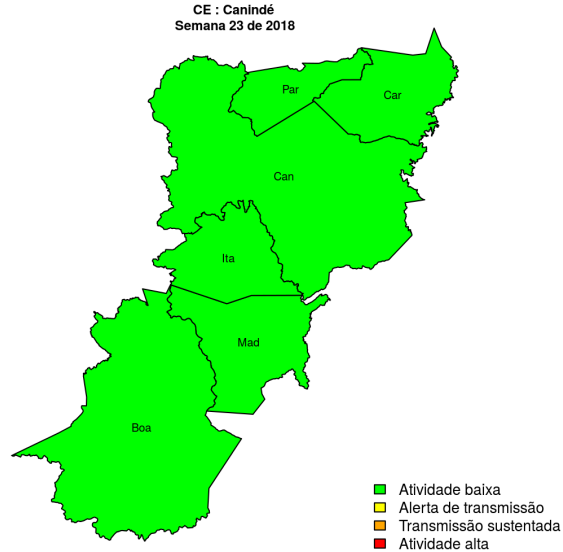 CE : Canindé
Semana 23 de 2018
Par
Car
Can
Ita
Mad
Boa
Atividade baixa
Alerta de transmissão
Transmissão sustentada
Atividade alta